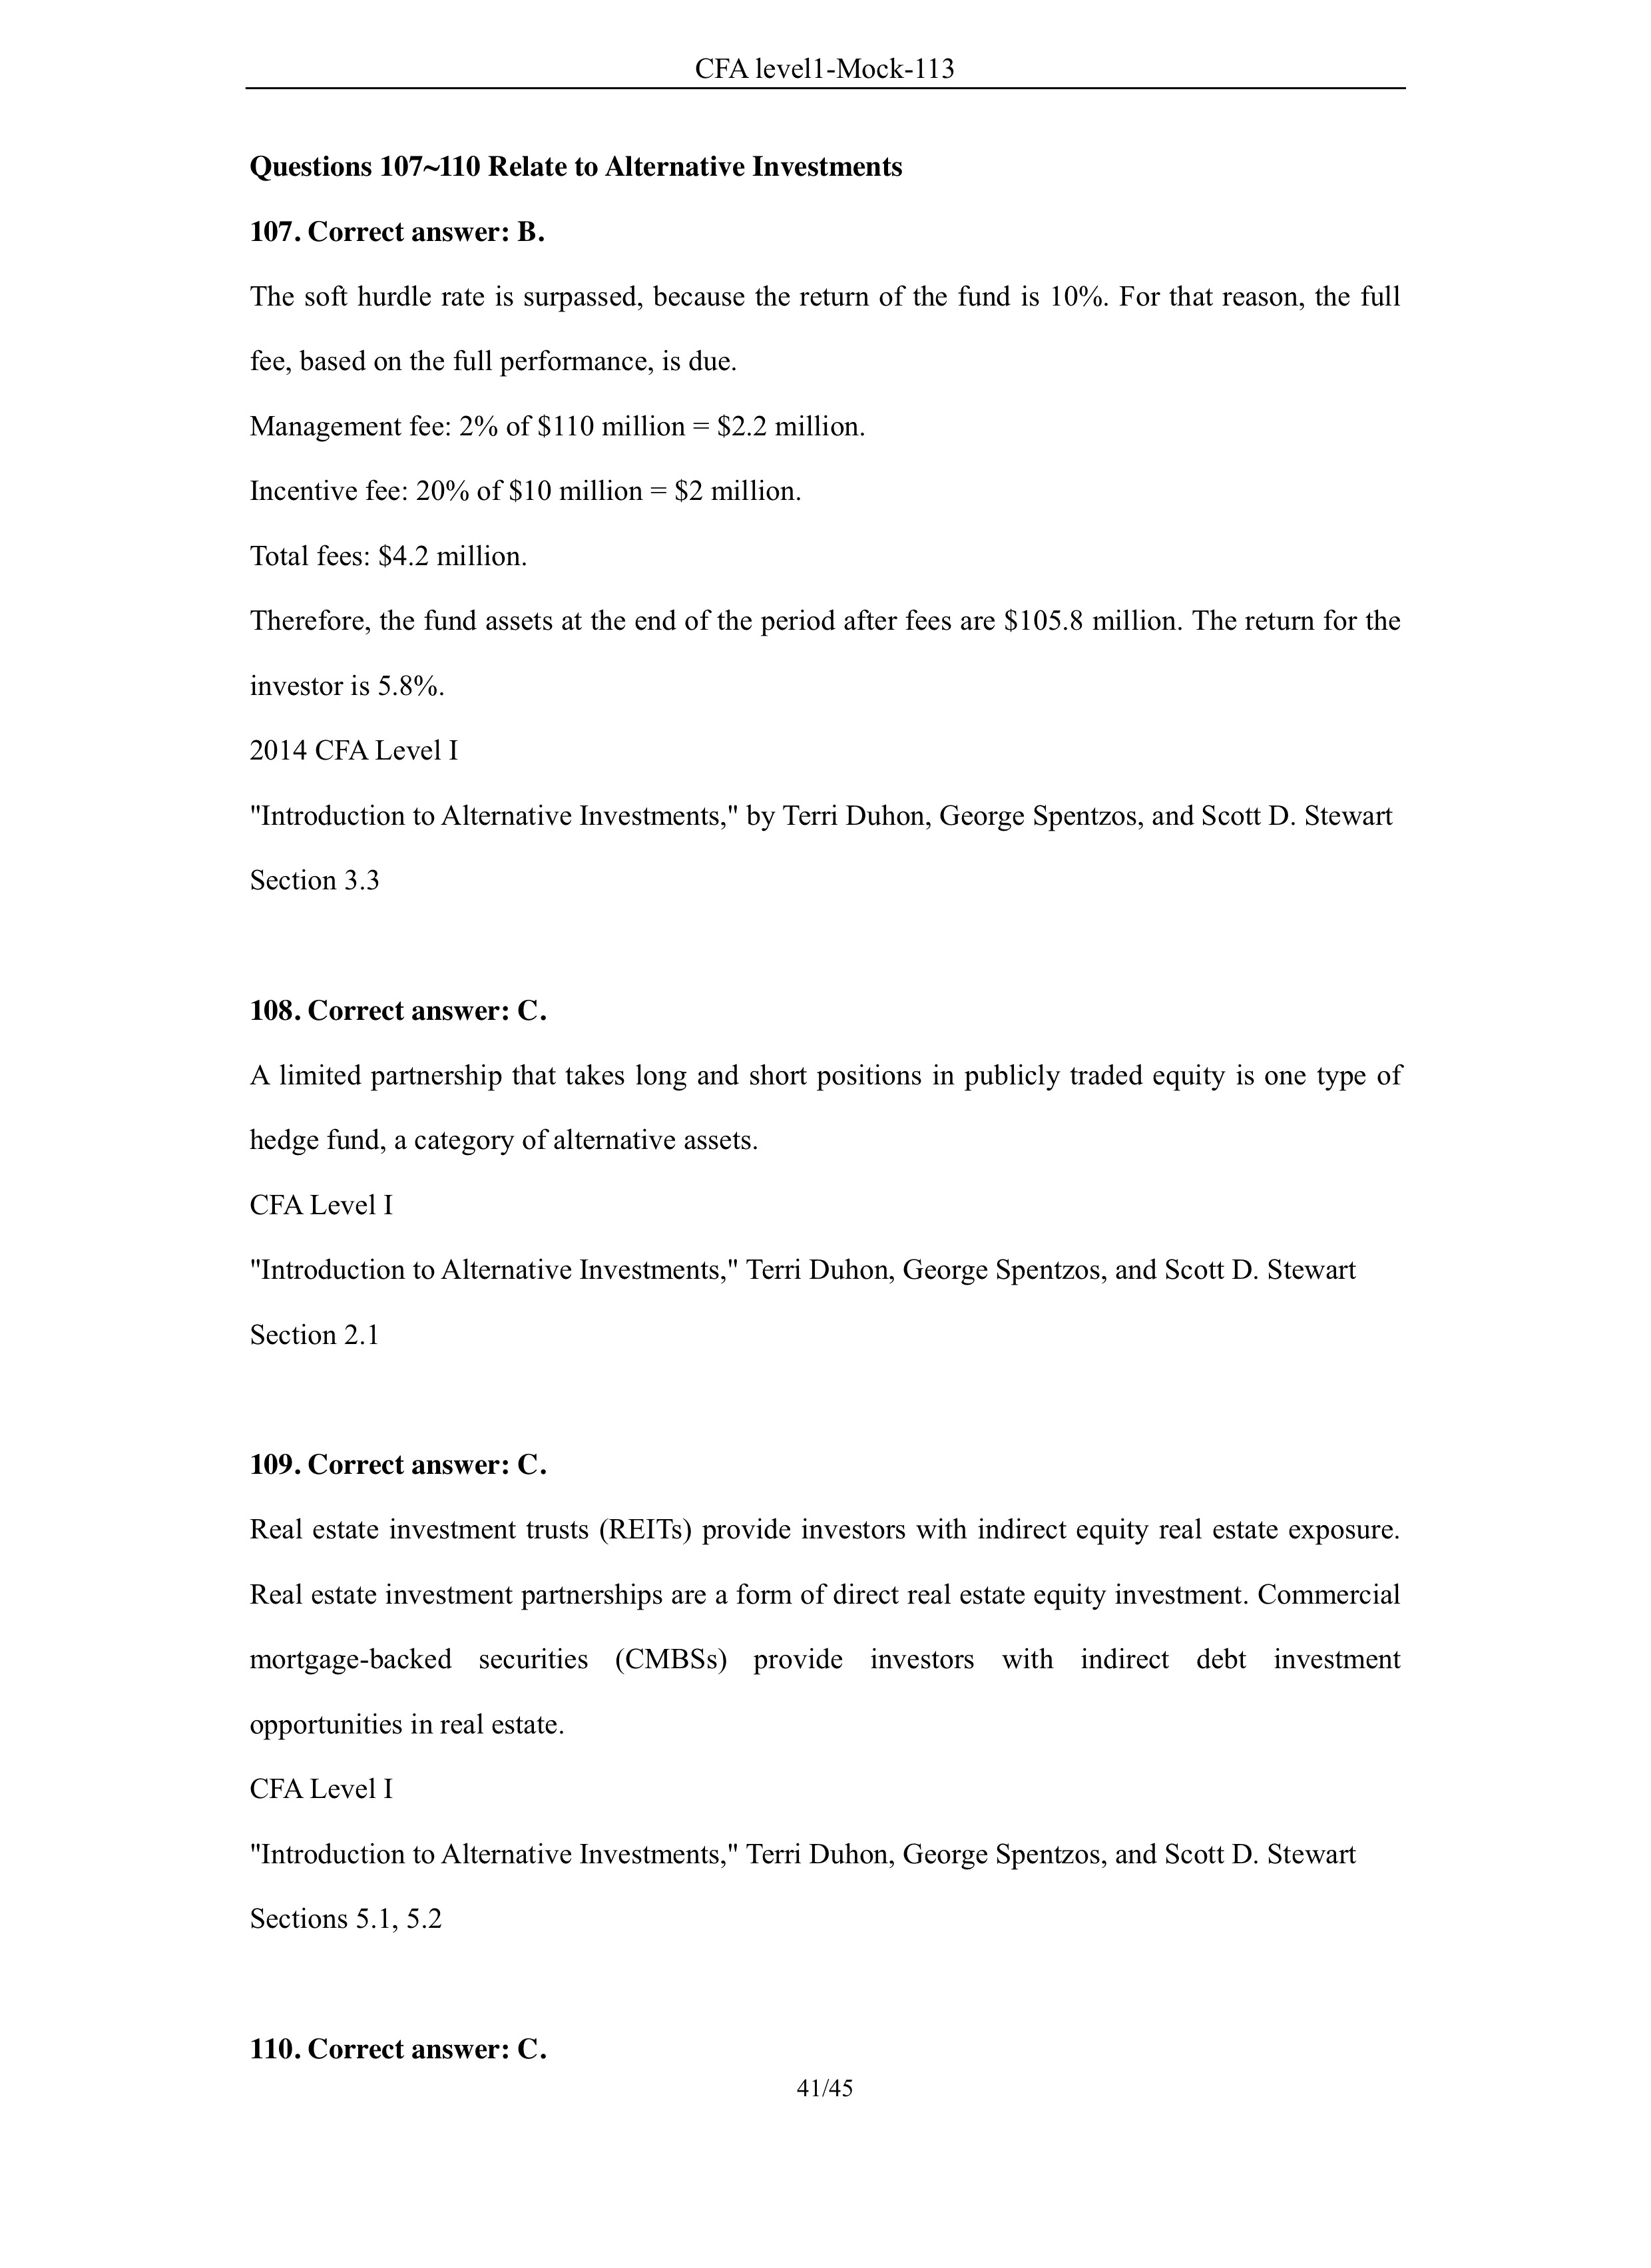 CFA level1-Mock-113
Questions 107~110 Relate to Alternative Investments
107. Correct answer: B.
The soft hurdle rate is surpassed, because the return of the fund is 10%. For that reason, the full
fee, based on the full performance, is due.
Management fee: 2% of $110 million = $2.2 million.
Incentive fee: 20% of $10 million = $2 million.
Total fees: $4.2 million.
Therefore, the fund assets at the end of the period after fees are $105.8 million. The return for the
investor is 5.8%.
2014 CFA Level I
"Introduction to Alternative Investments," by Terri Duhon, George Spentzos, and Scott D. Stewart
Section 3.3
108. Correct answer: C.
A limited partnership that takes long and short positions in publicly traded equity is one type of
hedge fund, a category of alternative assets.
CFA Level I
"Introduction to Alternative Investments," Terri Duhon, George Spentzos, and Scott D. Stewart
Section 2.1
109. Correct answer: C.
Real estate investment trusts (REITs) provide investors with indirect equity real estate exposure.
Real estate investment partnerships are a form of direct real estate equity investment. Commercial
mortgage-backed securities (CMBSs) provide investors with indirect debt investment
opportunities in real estate.
CFA Level I
"Introduction to Alternative Investments," Terri Duhon, George Spentzos, and Scott D. Stewart
Sections 5.1, 5.2
110. Correct answer: C.
41/45